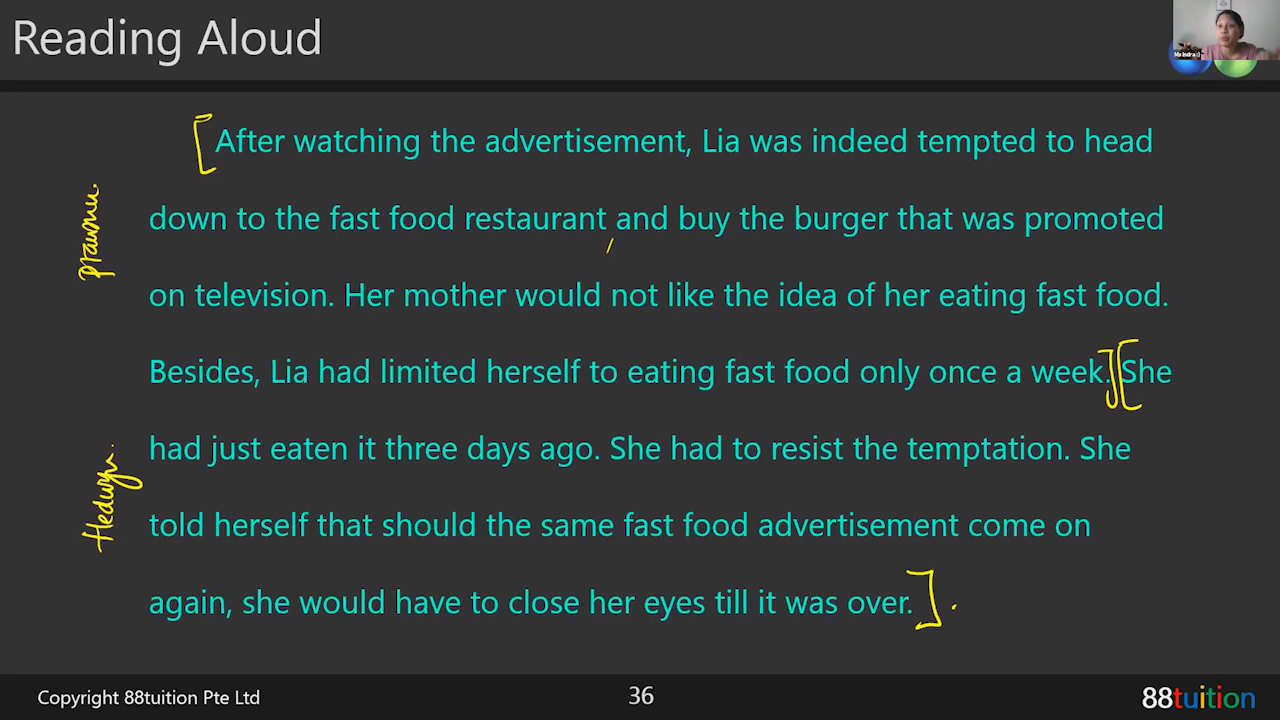 Reading Aloud
Ms Indra :)
After watching the advertisement, Lia was indeed tempted to head
down to the fast food restaurant and buy the burger that was promoted
on television. Her mother would not like the idea of her eating fast food.
Besides, Lia had limited herself to eating fast food only once a week. She
had just eaten it three days ago. She had to resist the temptation. She
told herself that should the same fast food advertisement come on
again, she would have to close her eyes till it was over.
Copyright 88tuition Pte Ltd
36
88tuition